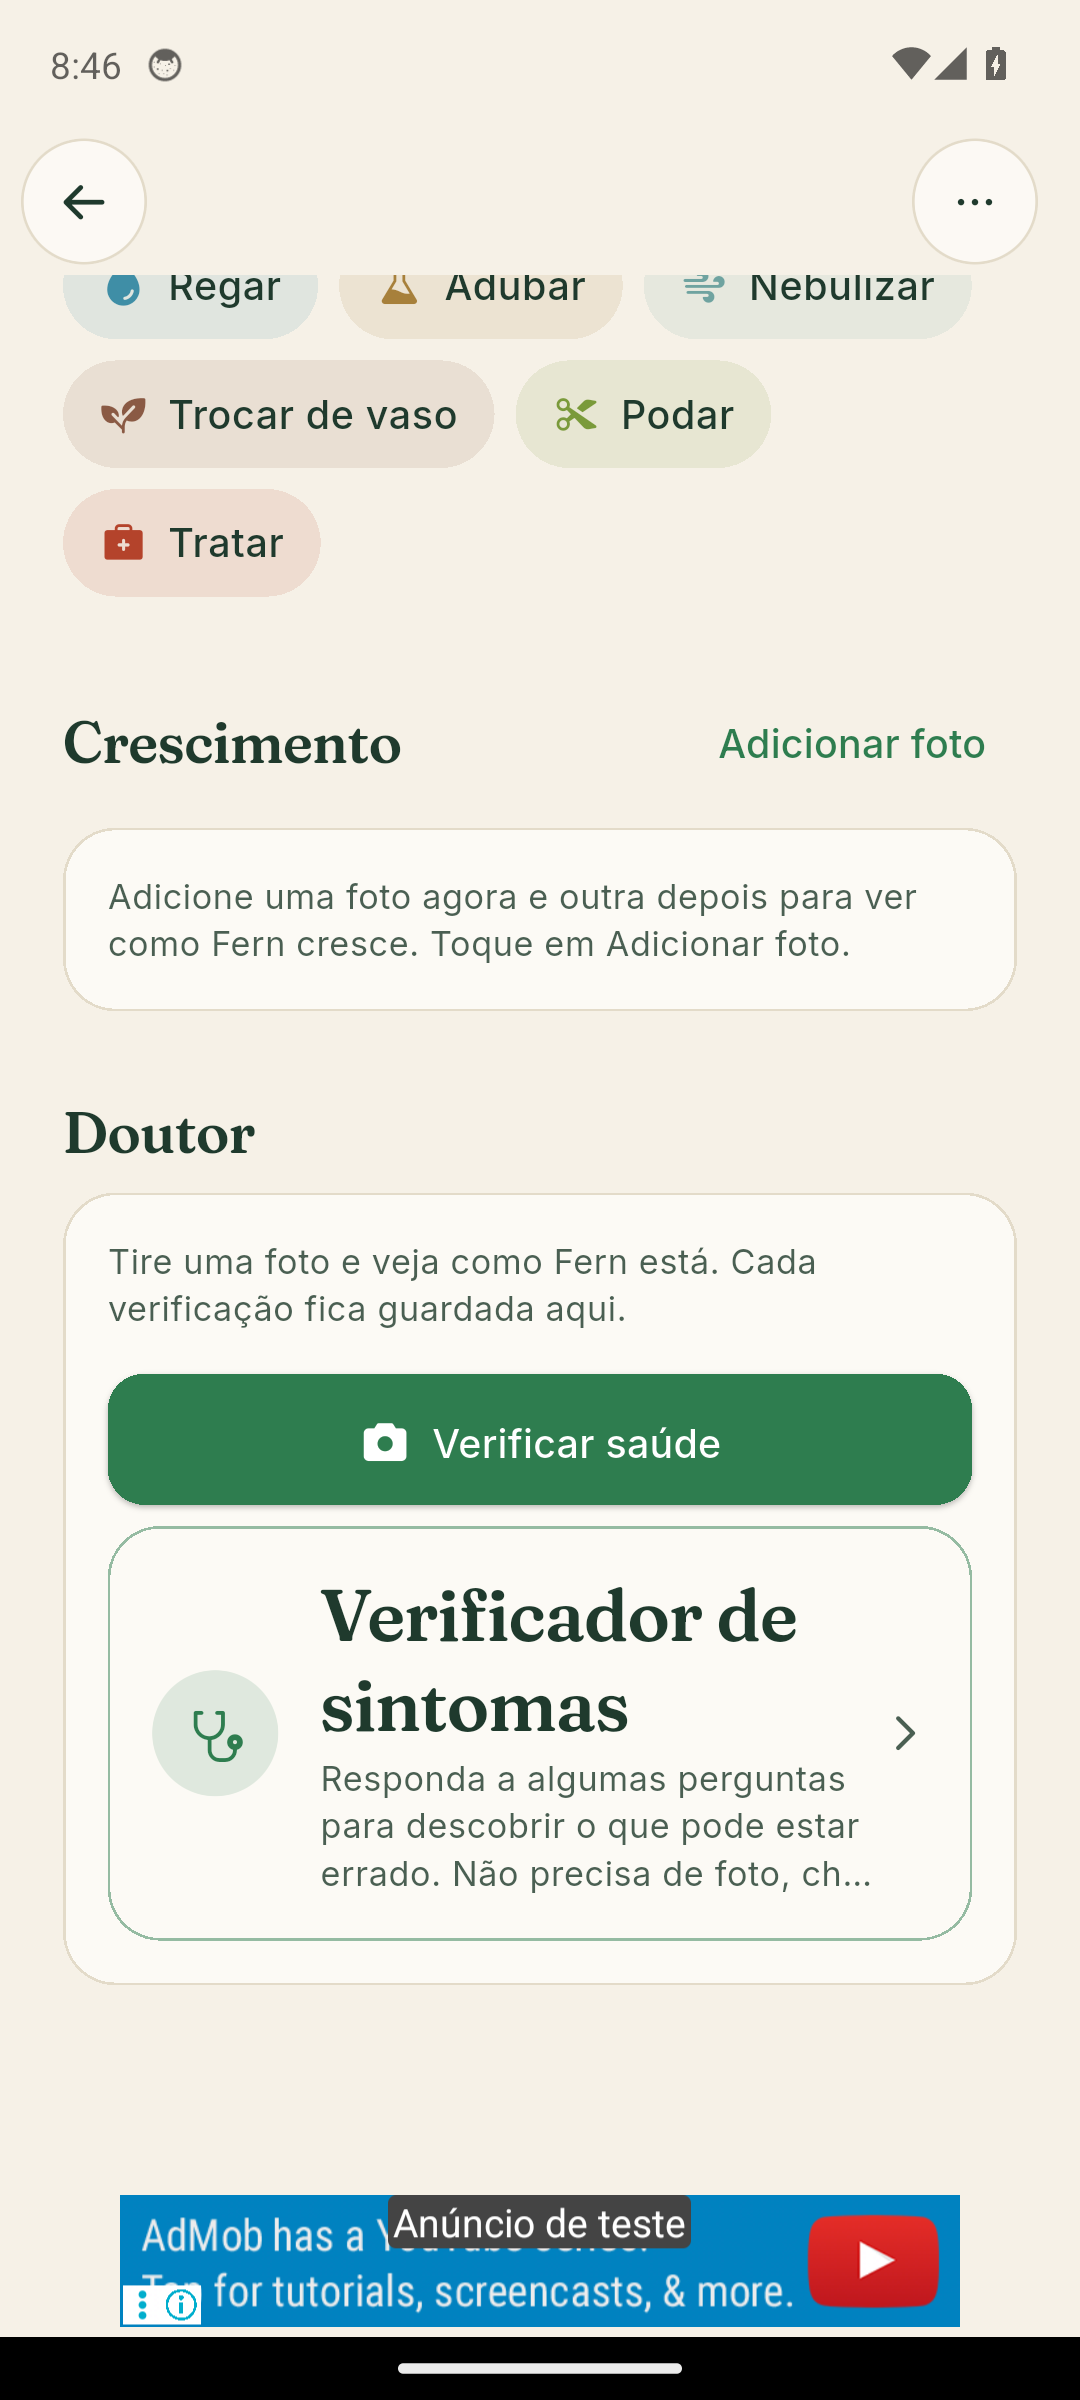 8:46
Regar
Adubar
Nebulizar
Trocar de vaso
Podar
Tratar
Crescimento
Adicionar foto
Adicione uma foto agora e outra depois para ver
como Fern cresce. Toque em Adicionar foto.
Doutor
Tire uma foto e veja como Fern está. Cada
verificação fica guardada aqui.
Verificar saúde
Verificador de
sintomas
Responda a algumas perguntas
para descobrir o que pode estar
errado. Não precisa de foto, ch...
AdMob has a
Anúncio de teste
for tutorials, screencasts, & more.